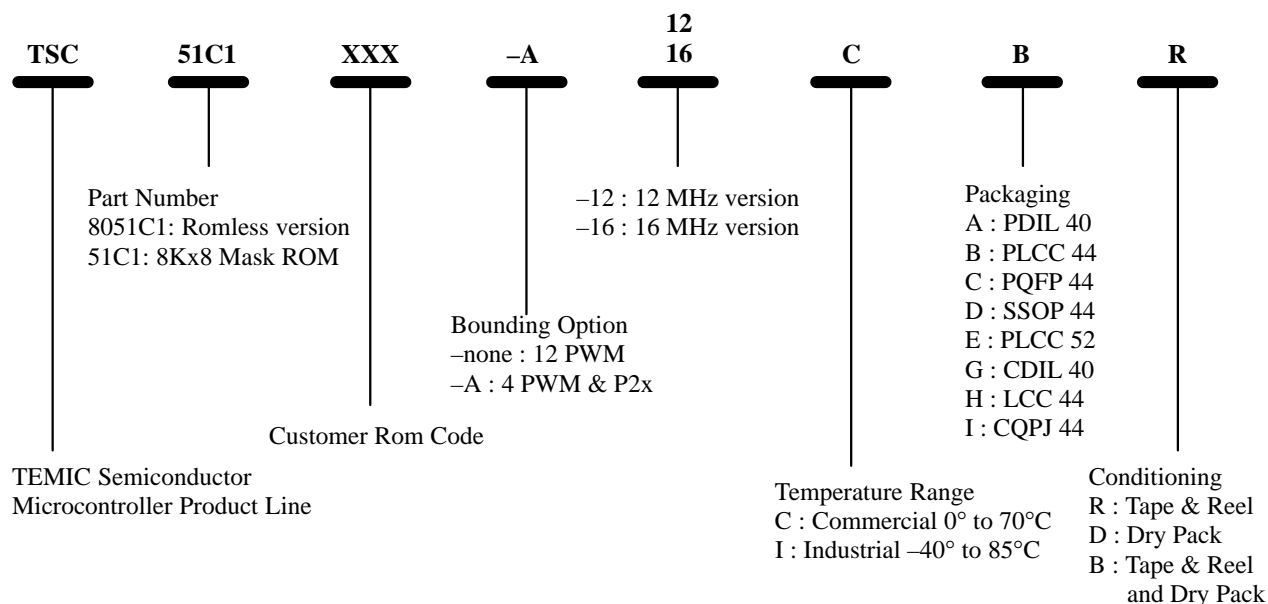 12
TSC 51C1 XXX –A 16 C B R
Part Number
8051C1: Romless version
51C1: 8Kx8 Mask ROM
–12 : 12 MHz version
–16 : 16 MHz version
Packaging
A : PDIL 40
B : PLCC 44
C : PQFP 44
D : SSOP 44
E : PLCC 52
G : CDIL 40
H : LCC 44
I : CQPJ 44
Bounding Option
–none : 12 PWM
–A : 4 PWM & P2x
Customer Rom Code
TEMIC Semiconductor
Microcontroller Product Line
Temperature Range
C : Commercial 0° to 70°C
I : Industrial –40° to 85°C
Conditioning
R : Tape & Reel
D : Dry Pack
B : Tape & Reel
and Dry Pack